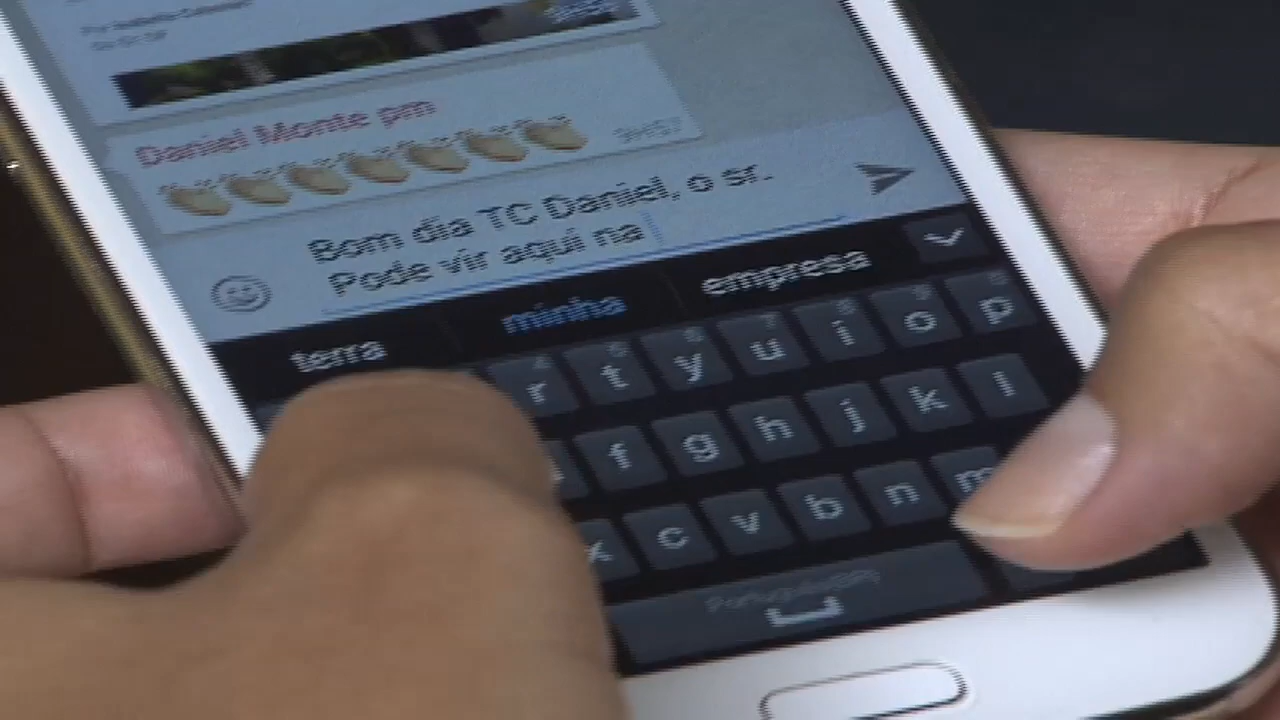 Daniel Monte pm
Bom dia TC Daniel, o sr.
Pode vir aqui na
terra minha empresa
r t y u i o p
f g h j k l
x c v b n m